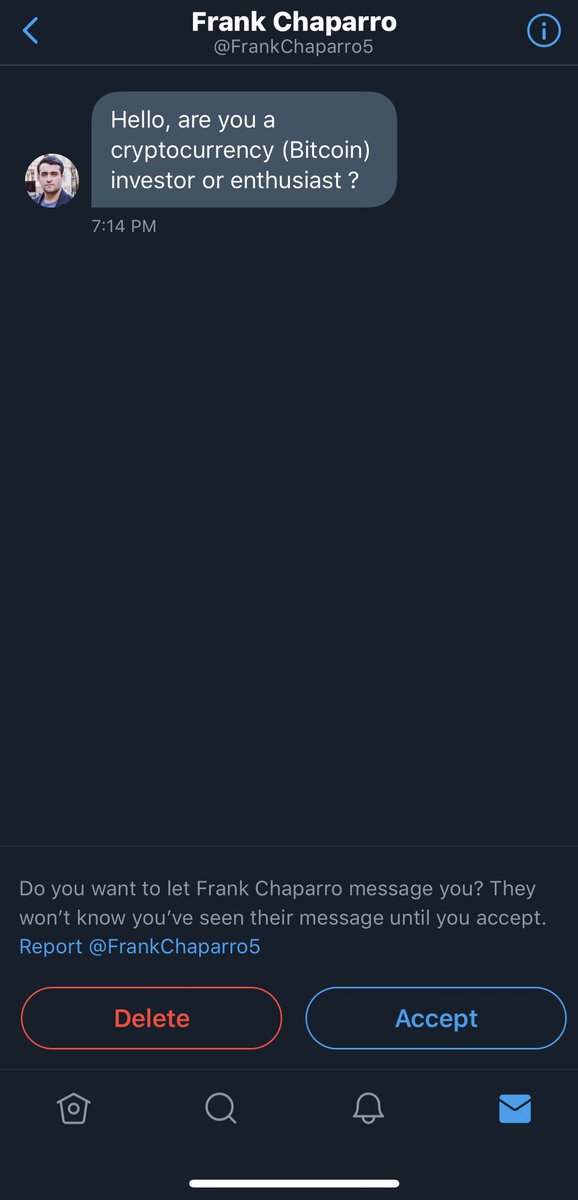 Frank Chaparro
@FrankChaparro5
Hello, are you a
cryptocurrency (Bitcoin)
investor or enthusiast ?
7:14 PM
Do you want to let Frank Chaparro message you? They
won’t know you’ve seen their message until you accept.
Report @FrankChaparro5
Delete
Accept